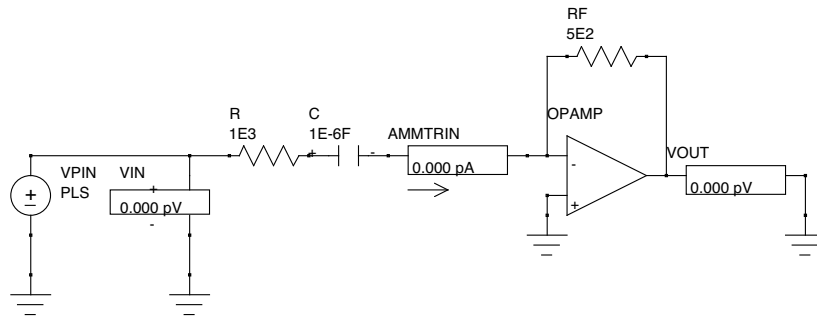 RF
5E2
R
1E3
C
1E-6F
AMMTRIN
OPAMP
+
-
VPIN
PLS
VIN
+
0.000 pV
-
0.000 pA
-
+
VOUT
0.000 pV
+
-